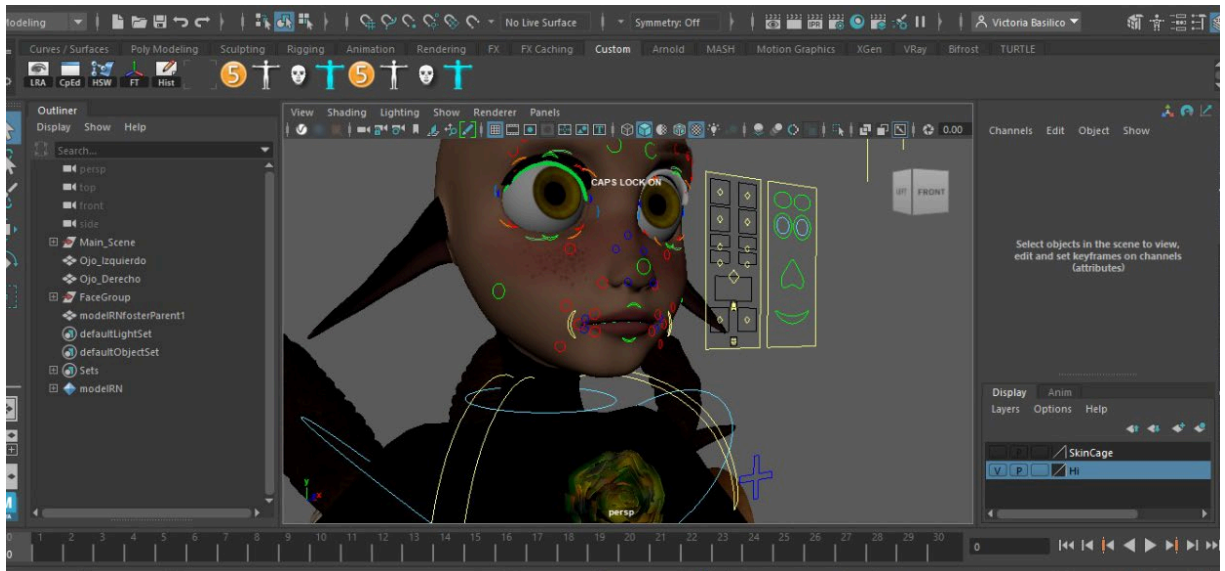 Modeling No Live Surface Symmetry: Off IPR Victoria Basilico
Curves / Surfaces Poly Modeling Sculpting Rigging Animation Rendering FX FX Caching Custom Arnold MASH Motion Graphics XGen VRay Bifrost TURTLE
LRA CpEd HSW FT Hist 5 5
Outliner
Display Show Help
Search...
persp
top
front
side
Main_Scene
Ojo_Izquierdo
Ojo_Derecho
FaceGroup
modelRNfosterParent1
defaultLightSet
defaultObjectSet
Sets
modelRN
View Shading Lighting Show Renderer Panels
0.00
CAPS LOCK ON
LEFT FRONT
y
x
persp
Channels Edit Object Show
Select objects in the scene to view,
edit and set keyframes on channels
(attributes)
Display Anim
Layers Options Help
P SkinCage
V P Hi
1 2 3 4 5 6 7 8 9 10 11 12 13 14 15 16 17 18 19 20 21 22 23 24 25 26 27 28 29 30 0